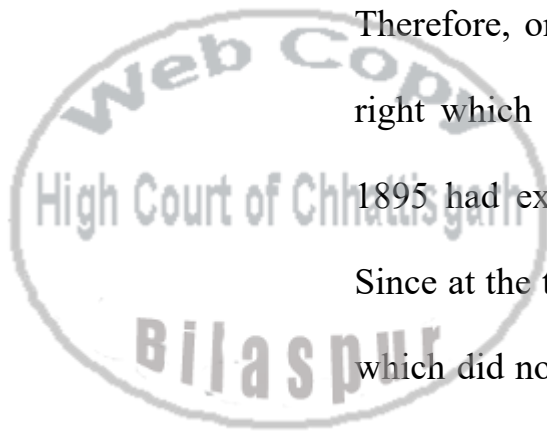 Therefore, or
Web Copy
right which
High Court of Chhattisgarh
1895 had ex
Since at the t
Bilaspur
which did no